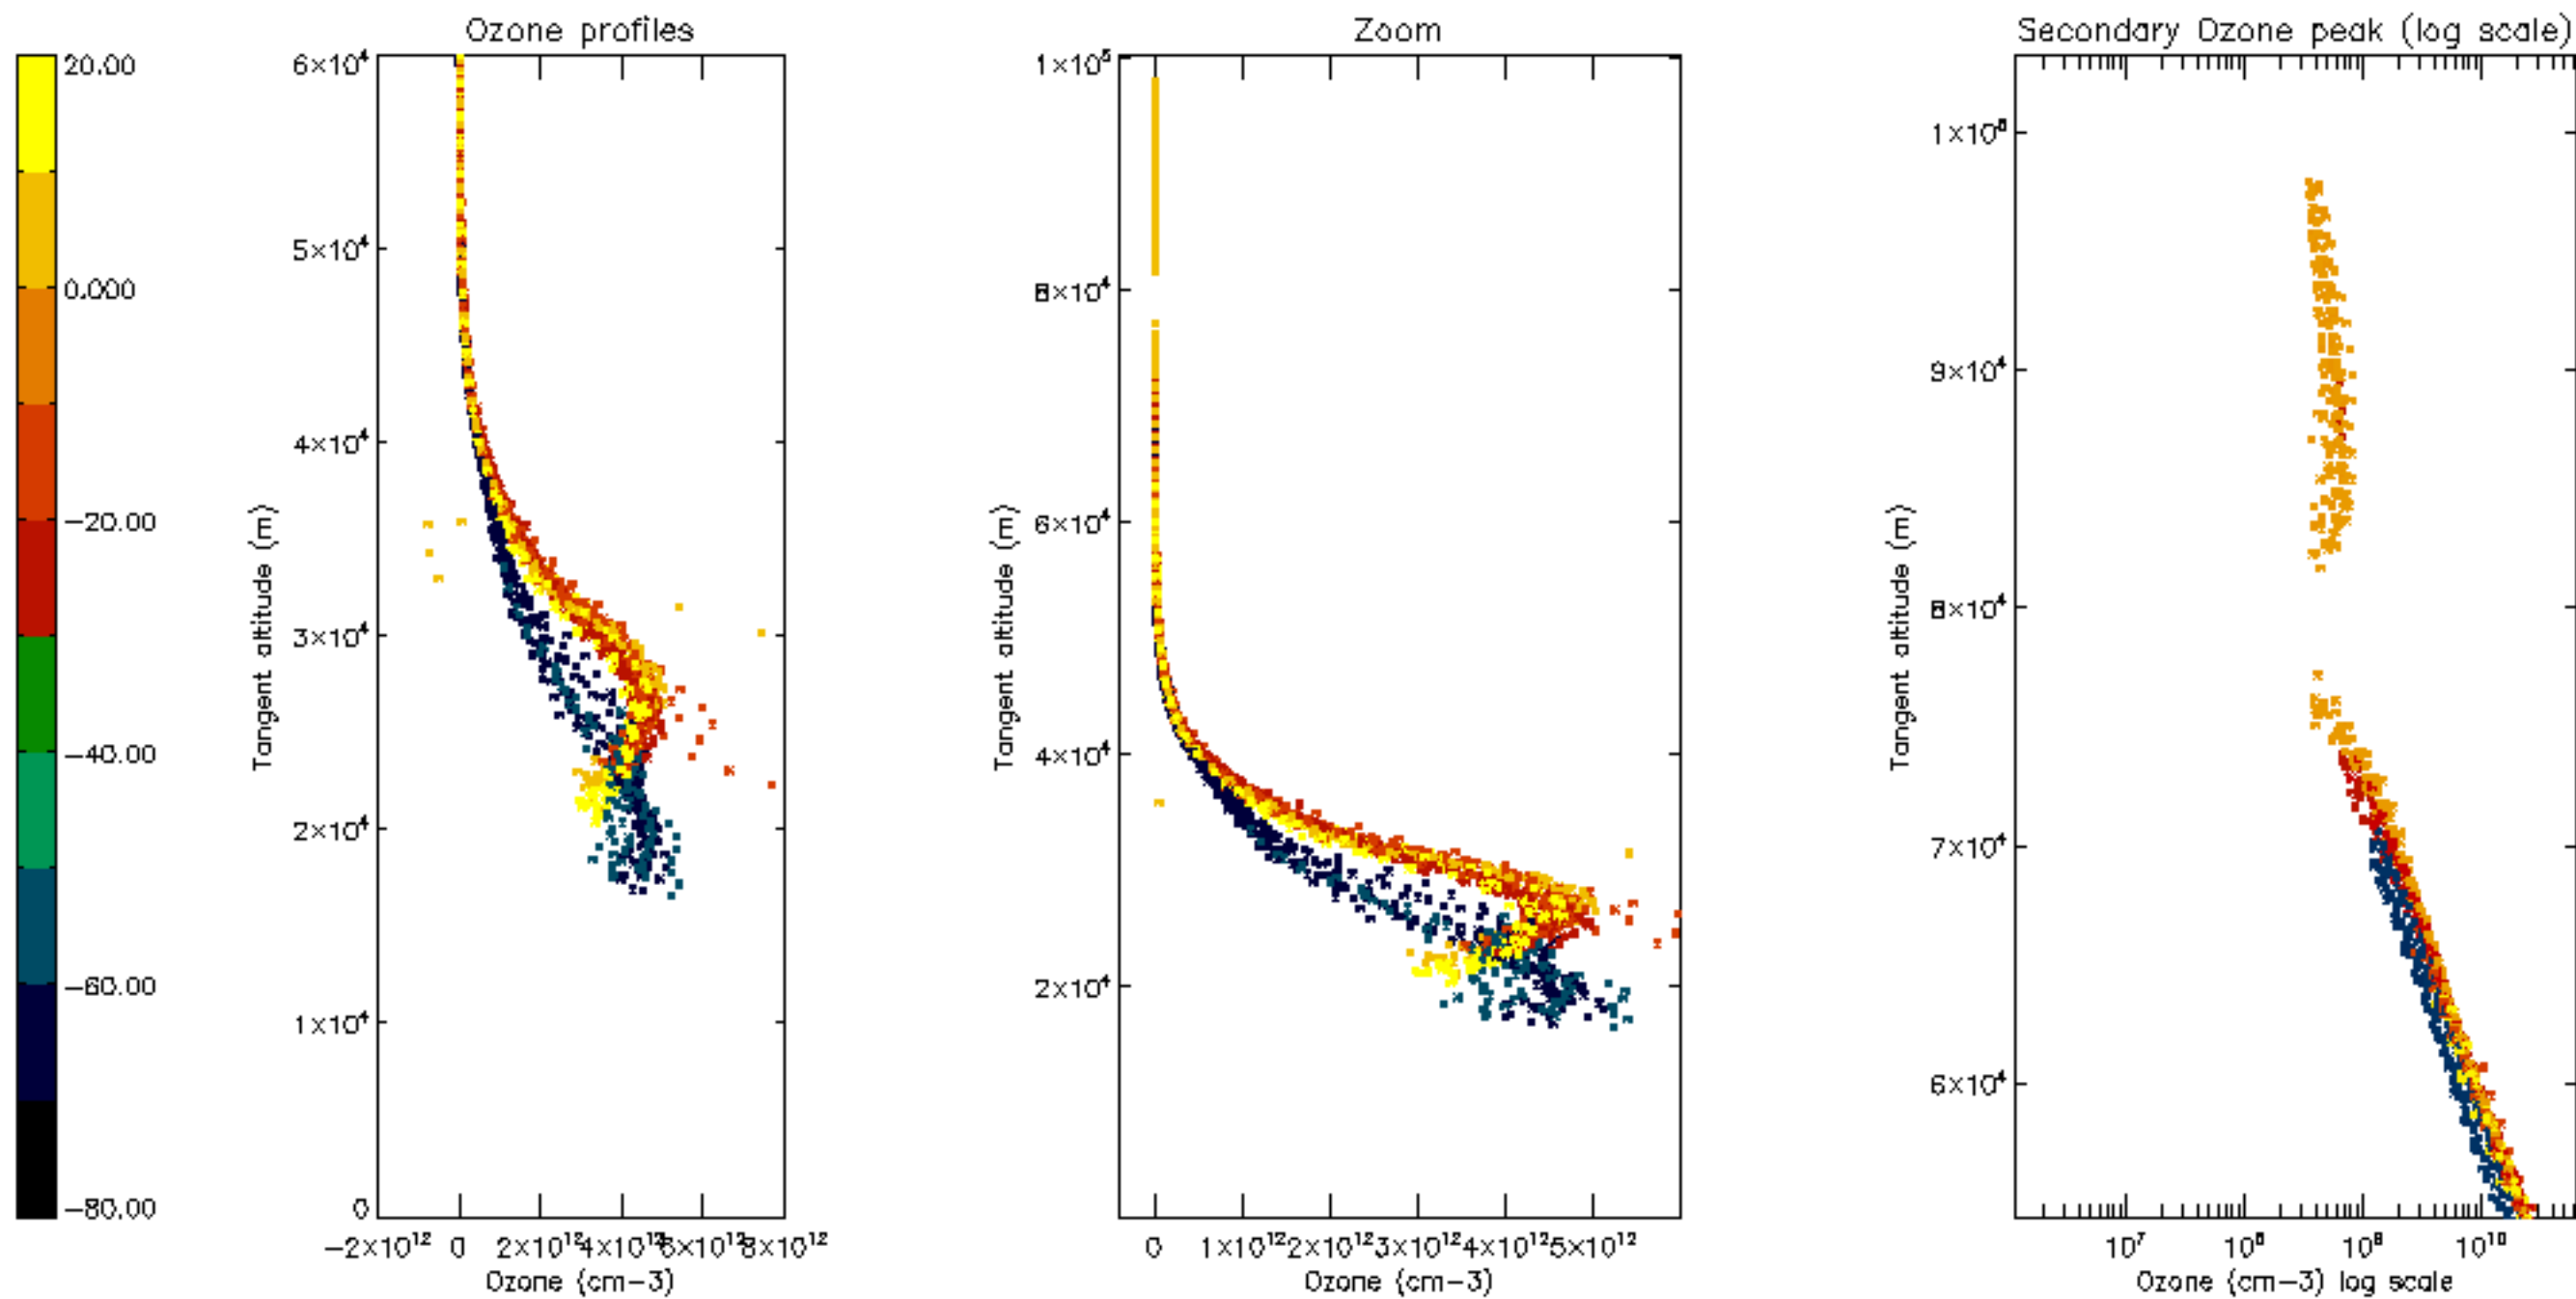 Ozone profiles
Zoom
Secondary Ozone peak (log scale)
20.00
0.000
−20.00
−40.00
−60.00
−80.00
6×10⁴
5×10⁴
4×10⁴
3×10⁴
2×10⁴
1×10⁴
0
Tangent altitude (m)
−2×10¹² 0 2×10¹² 4×10¹² 6×10¹² 8×10¹²
Ozone (cm−3)
1×10⁵
8×10⁴
6×10⁴
4×10⁴
2×10⁴
Tangent altitude (m)
0 1×10¹² 2×10¹² 3×10¹² 4×10¹² 5×10¹²
Ozone (cm−3)
1×10⁵
9×10⁴
8×10⁴
7×10⁴
6×10⁴
Tangent altitude (m)
10⁷ 10⁸ 10⁹ 10¹⁰
Ozone (cm−3) log scale